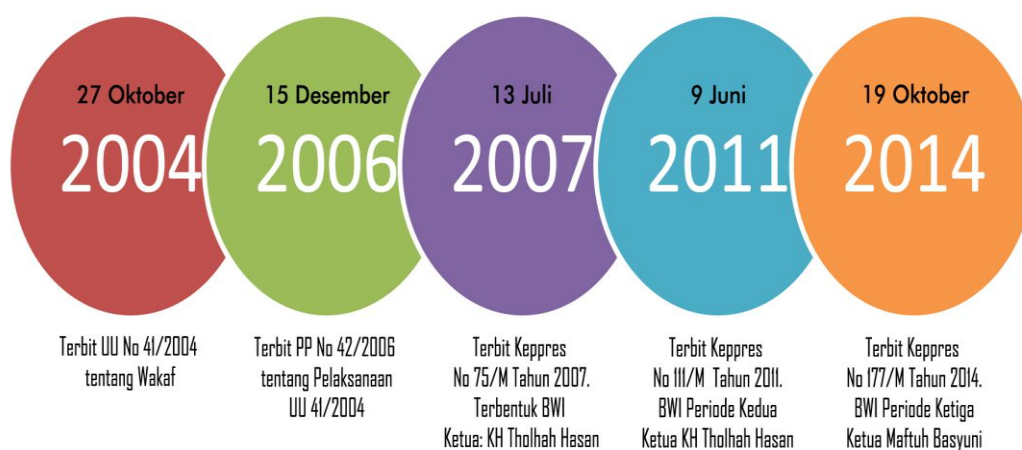 27 Oktober
2004
Terbit UU No 41/2004
tentang Wakaf
15 Desember
2006
Terbit PP No 42/2006
tentang Pelaksanaan
UU 41/2004
13 Juli
2007
Terbit Keppres
No 75/M Tahun 2007.
Terbentuk BWI
Ketua: KH Tholhah Hasan
9 Juni
2011
Terbit Keppres
No 111/M Tahun 2011.
BWI Periode Kedua
Ketua KH Tholhah Hasan
19 Oktober
2014
Terbit Keppres
No 177/M Tahun 2014.
BWI Periode Ketiga
Ketua Maftuh Basyuni